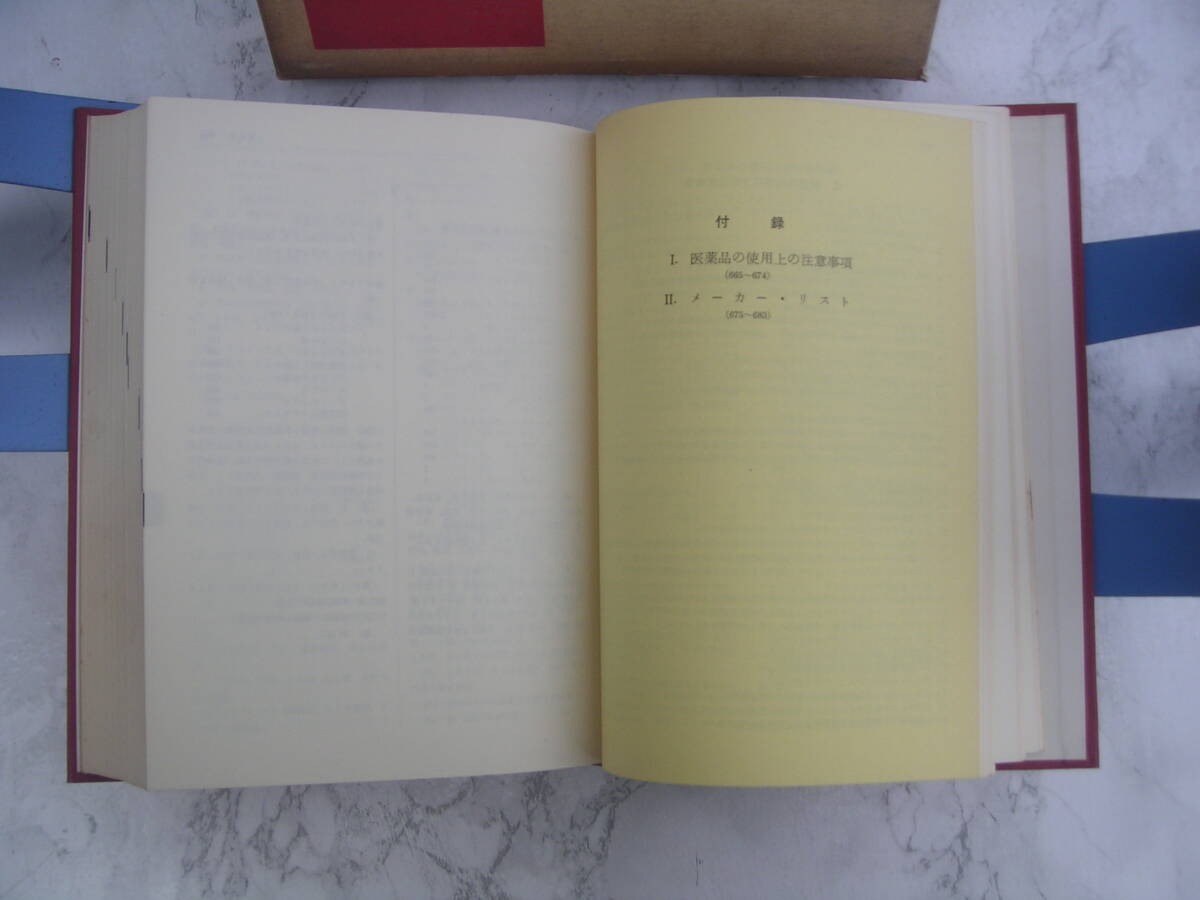 付録
I. 医薬品の使用上の注意事項
(665～674)
II. メーカー・リスト
(675～683)